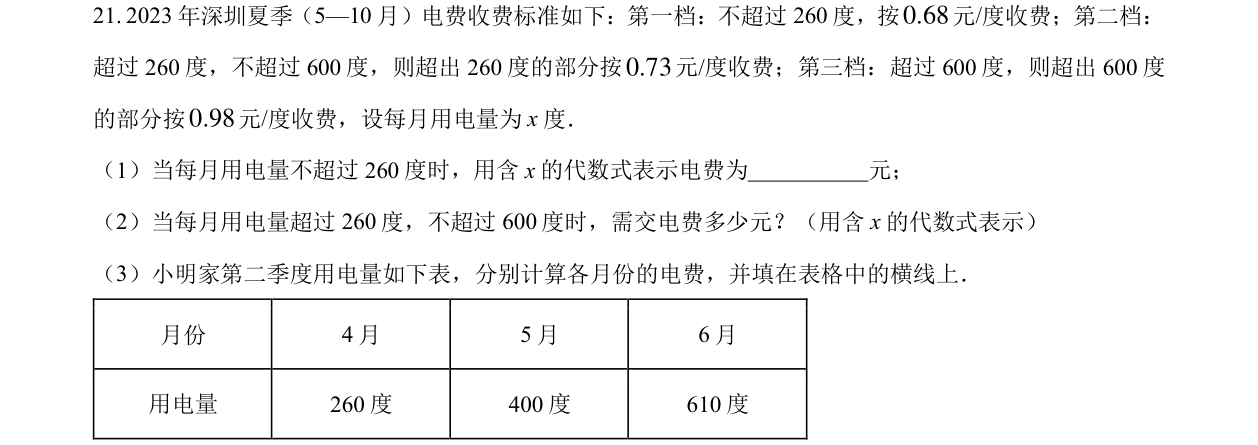 21. 2023 年深圳夏季（5—10 月）电费收费标准如下：第一档：不超过 260 度，按 0.68 元/度收费；第二档：
超过 260 度，不超过 600 度，则超出 260 度的部分按 0.73 元/度收费；第三档：超过 600 度，则超出 600 度
的部分按 0.98 元/度收费，设每月用电量为 x 度．
（1）当每月用电量不超过 260 度时，用含 x 的代数式表示电费为__________元；
（2）当每月用电量超过 260 度，不超过 600 度时，需交电费多少元？（用含 x 的代数式表示）
（3）小明家第二季度用电量如下表，分别计算各月份的电费，并填在表格中的横线上．
月份 4 月 5 月 6 月
用电量 260 度 400 度 610 度